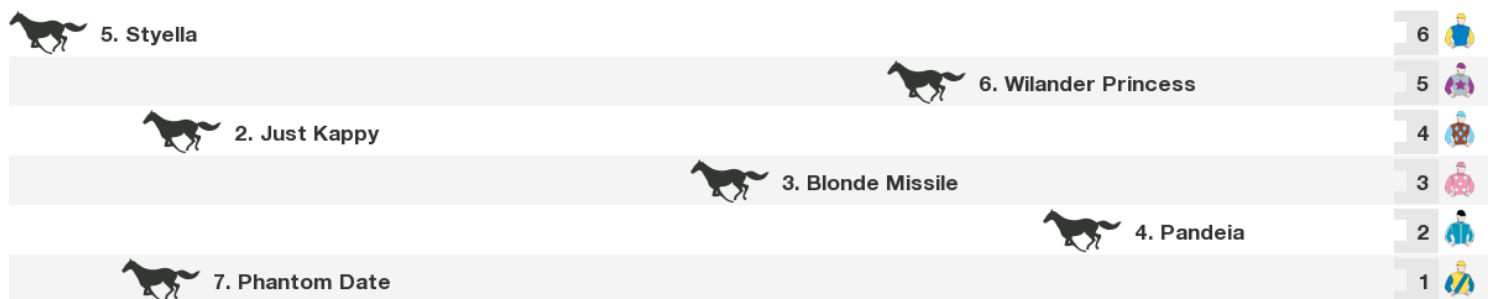 5. Styella 6
6. Wilander Princess 5
2. Just Kappy 4
3. Blonde Missile 3
4. Pandeia 2
7. Phantom Date 1